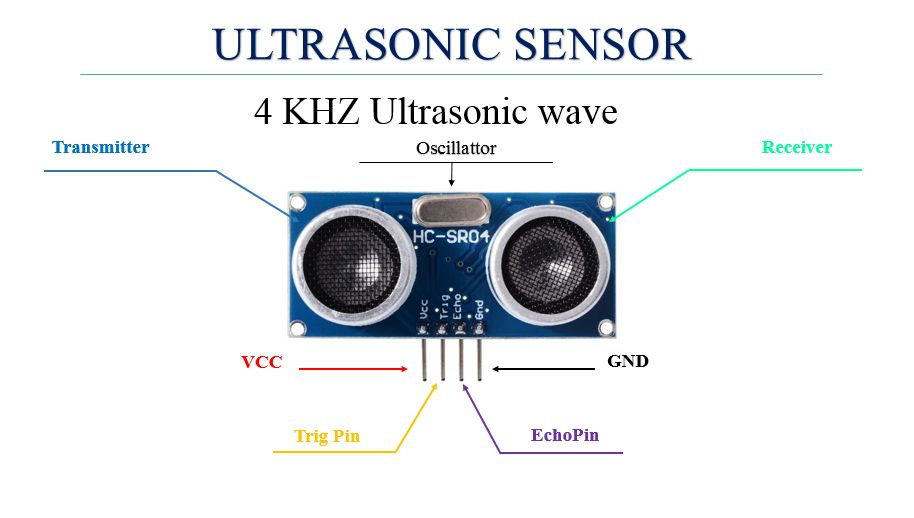 ULTRASONIC SENSOR
4 KHZ Ultrasonic wave
Transmitter
Oscillattor
Receiver
HC-SR04
Vcc
Trig
Echo
Gnd
VCC
GND
Trig Pin
EchoPin